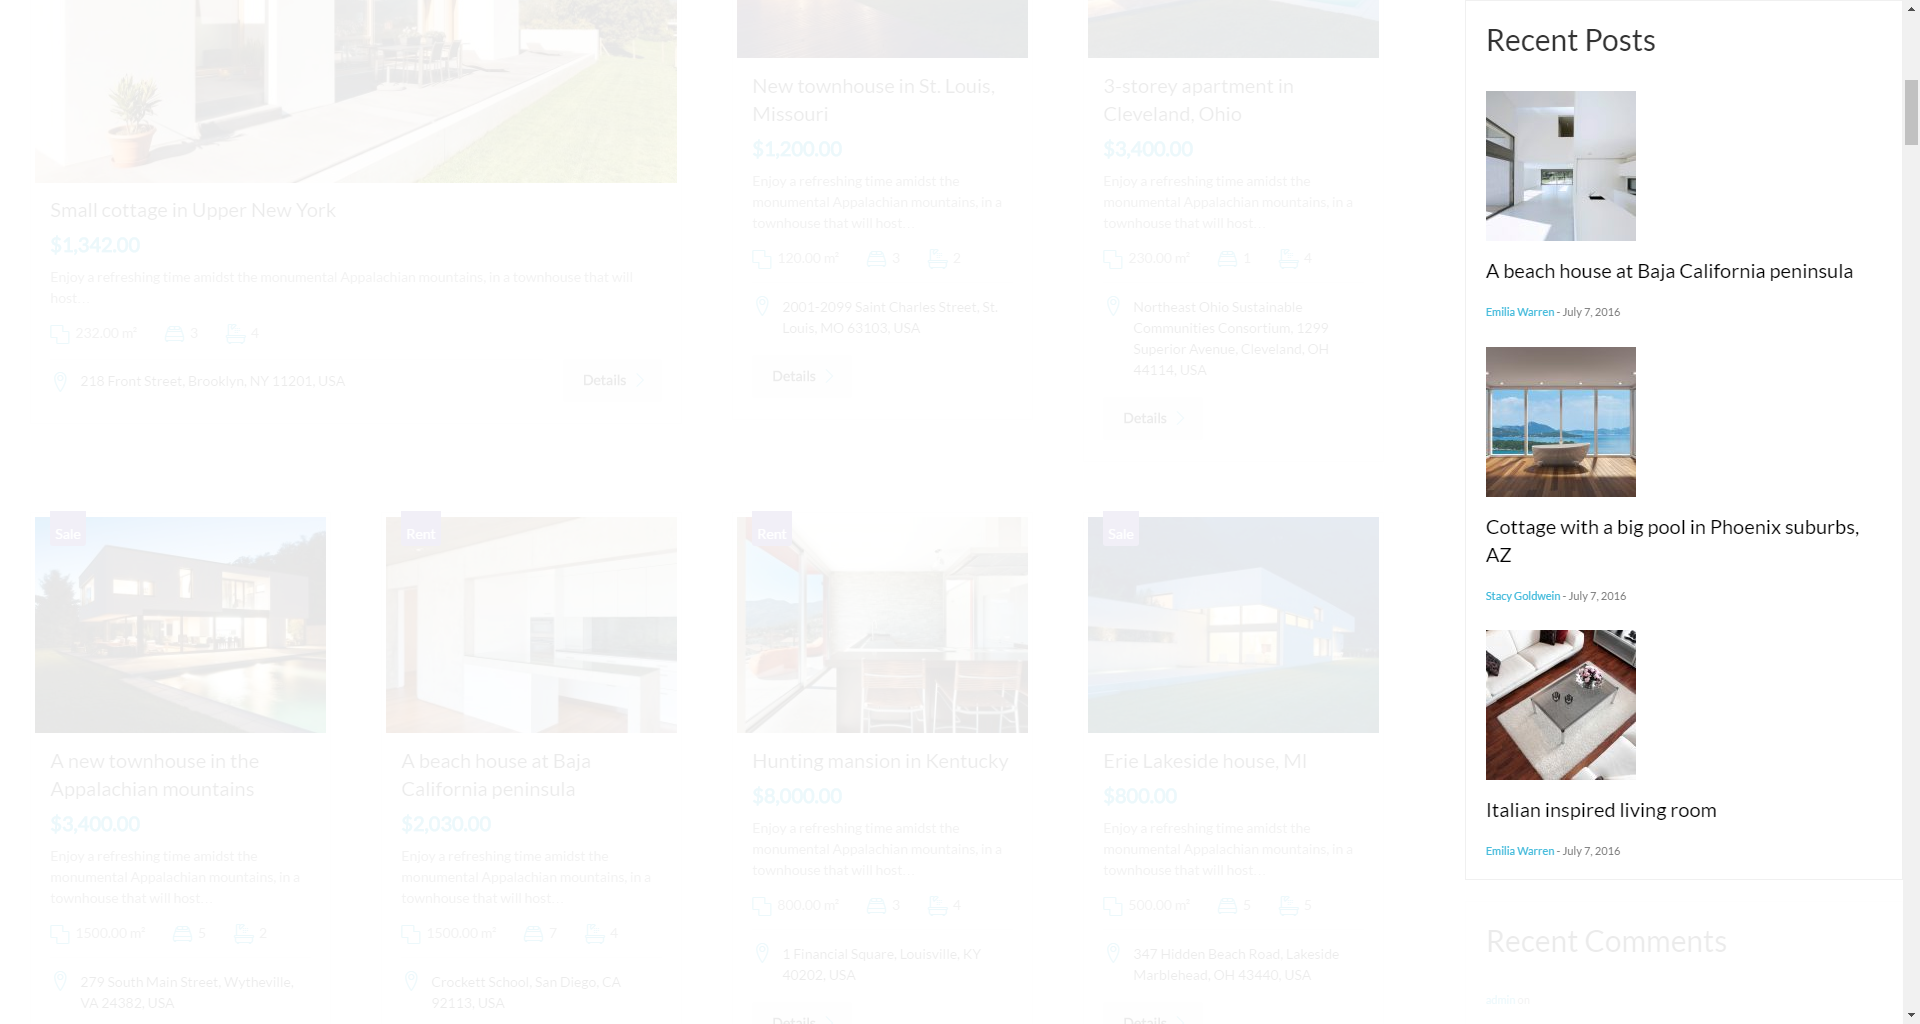 New townhouse in St. Louis,
Missouri
$1,200.00
Enjoy a refreshing time amidst the
monumental Appalachian mountains, in a
townhouse that will host..
120.00 m² 3 2
2001-2099 Saint Charles Street, St.
Louis, MO 63103, USA
Details
3-storey apartment in
Cleveland, Ohio
$3,400.00
Enjoy a refreshing time amidst the
monumental Appalachian mountains, in a
townhouse that will host..
230.00 m² 1 4
Northeast Ohio Sustainable
Communities Consortium, 1299
Superior Avenue, Cleveland, OH
44114, USA
Details
Small cottage in Upper New York
$1,342.00
Enjoy a refreshing time amidst the monumental Appalachian mountains, in a townhouse that will
host..
232.00 m² 3 4
218 Front Street, Brooklyn, NY 11201, USA
Details
Sale
A new townhouse in the
Appalachian mountains
$3,400.00
Enjoy a refreshing time amidst the
monumental Appalachian mountains, in a
townhouse that will host..
1500.00 m² 5 2
279 South Main Street, Wytheville,
VA 24382, USA
Rent
A beach house at Baja
California peninsula
$2,030.00
Enjoy a refreshing time amidst the
monumental Appalachian mountains, in a
townhouse that will host..
1500.00 m² 7 4
Crockett School, San Diego, CA
92113, USA
Rent
Hunting mansion in Kentucky
$8,000.00
Enjoy a refreshing time amidst the
monumental Appalachian mountains, in a
townhouse that will host..
800.00 m² 3 4
1 Financial Square, Louisville, KY
40202, USA
Details
Sale
Erie Lakeside house, MI
$800.00
Enjoy a refreshing time amidst the
monumental Appalachian mountains, in a
townhouse that will host..
500.00 m² 5 5
347 Hidden Beach Road, Lakeside
Marblehead, OH 43440, USA
Details
Recent Posts
A beach house at Baja California peninsula
Emilia Warren - July 7, 2016
Cottage with a big pool in Phoenix suburbs,
AZ
Stacy Goldwein - July 7, 2016
Italian inspired living room
Emilia Warren - July 7, 2016
Recent Comments
admin on